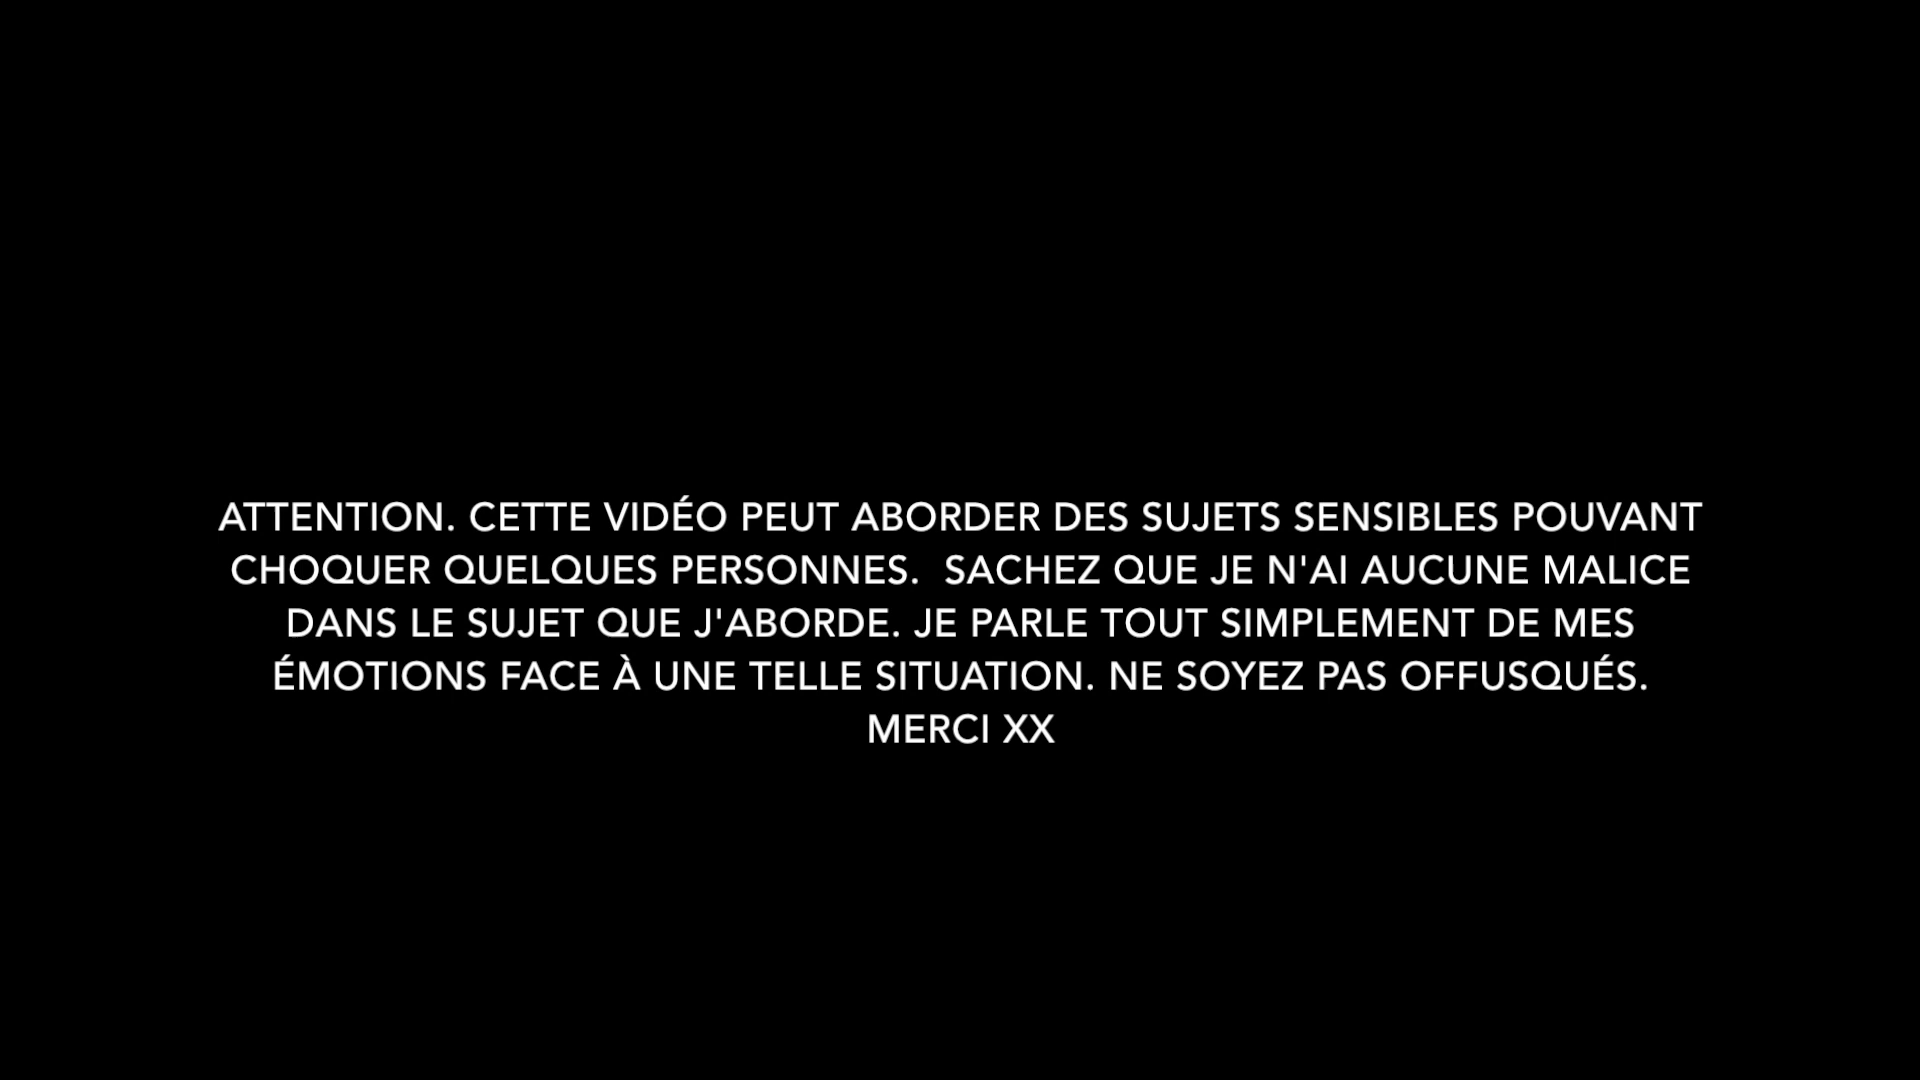 ATTENTION. CETTE VIDÉO PEUT ABORDER DES SUJETS SENSIBLES POUVANT
CHOQUER QUELQUES PERSONNES.  SACHEZ QUE JE N'AI AUCUNE MALICE
DANS LE SUJET QUE J'ABORDE. JE PARLE TOUT SIMPLEMENT DE MES
ÉMOTIONS FACE À UNE TELLE SITUATION. NE SOYEZ PAS OFFUSQUÉS.
MERCI XX